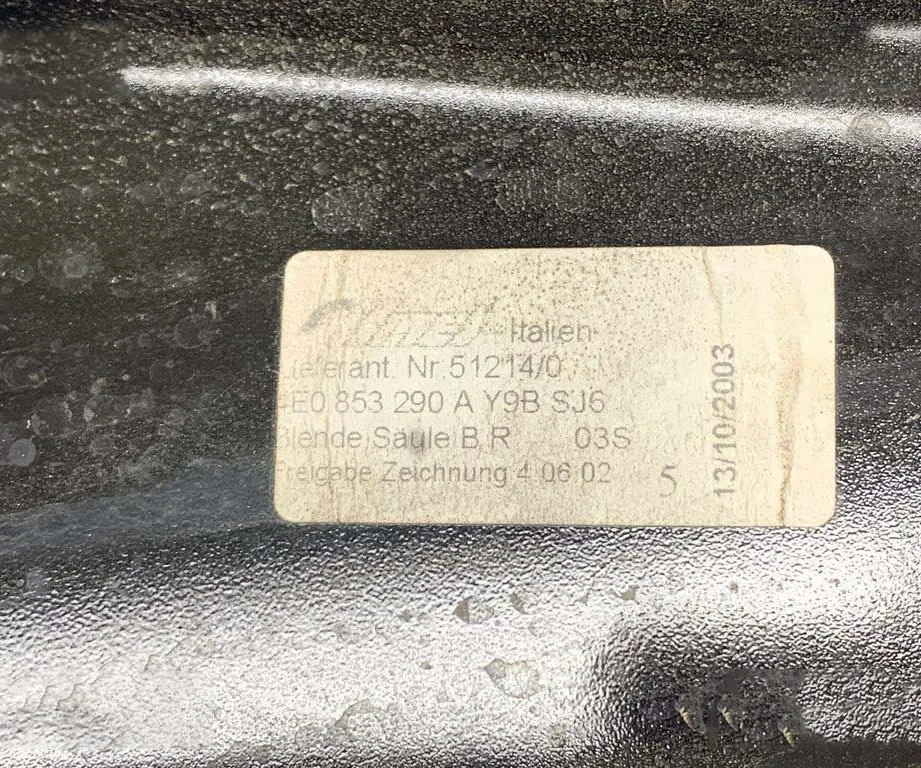 Italien
Lieferant. Nr.51214/0
4E0 853 290 A Y9B SJ6
Blende Säule B R 03S
Freigabe Zeichnung 4.06.02 5
13/10/2003